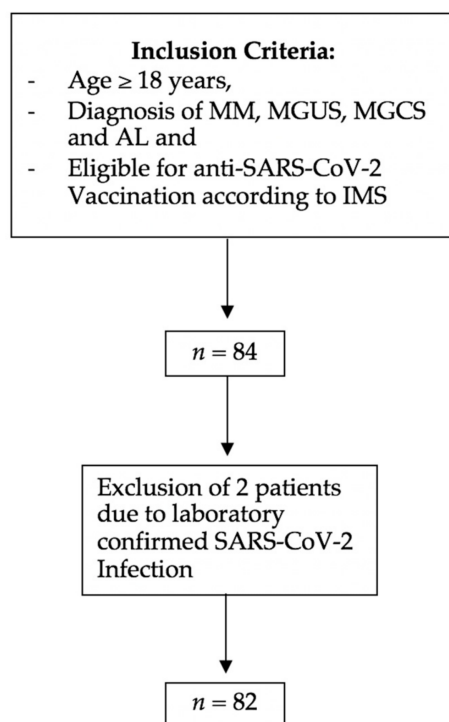 Inclusion Criteria:
- Age ≥ 18 years,
- Diagnosis of MM, MGUS, MGCS
and AL and
- Eligible for anti-SARS-CoV-2
Vaccination according to IMS
n = 84
Exclusion of 2 patients
due to laboratory
confirmed SARS-CoV-2
Infection
n = 82